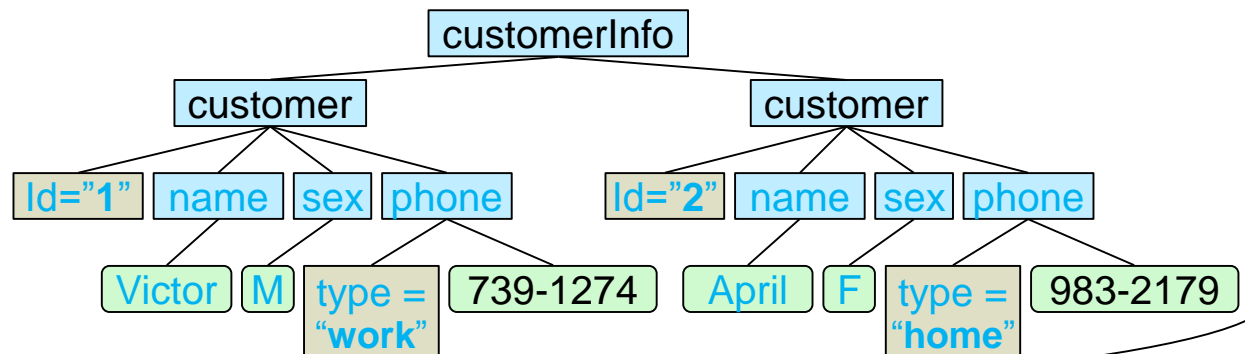 customerInfo
customer customer
Id=”1” name sex phone Id=”2” name sex phone
Victor M type = 739-1274 April F type = 983-2179
“work” “home”